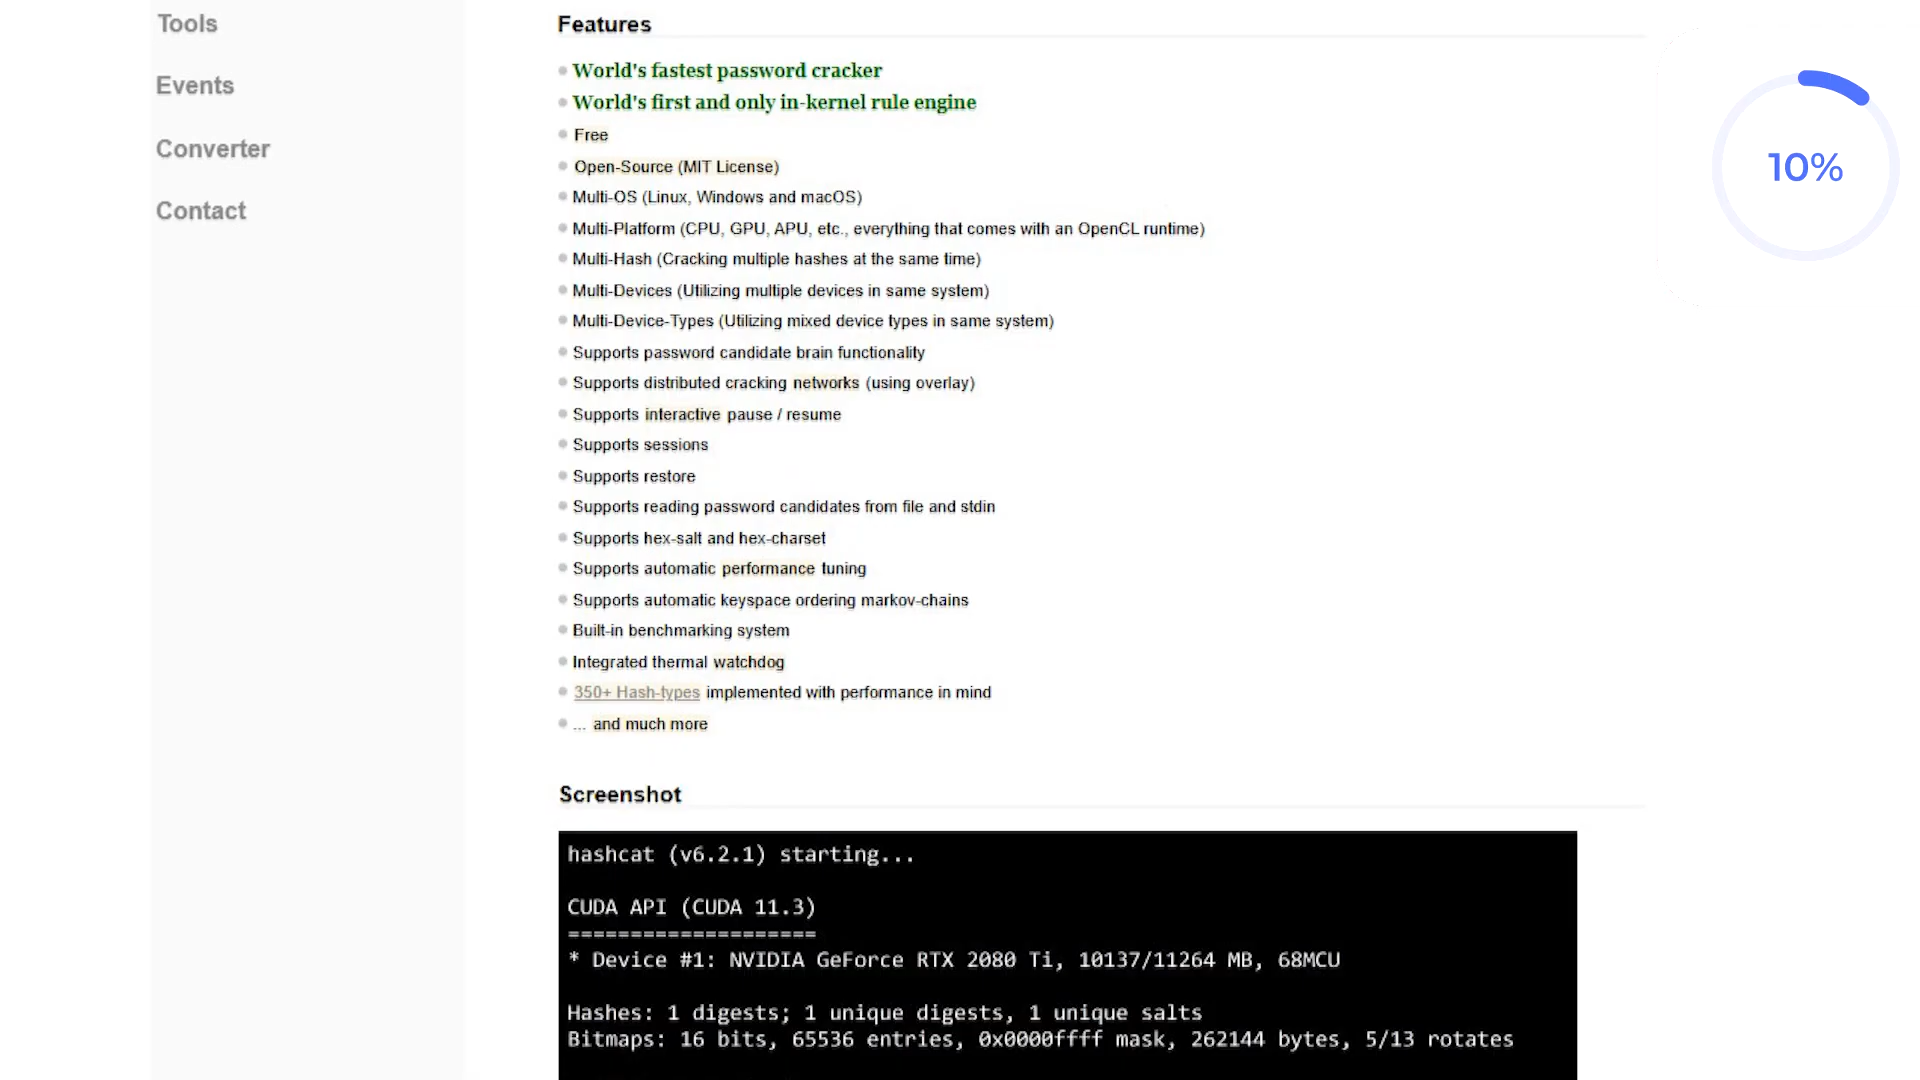 Tools
Events
Converter
Contact
Features
World's fastest password cracker
World's first and only in-kernel rule engine
Free
Open-Source (MIT License)
Multi-OS (Linux, Windows and macOS)
Multi-Platform (CPU, GPU, APU, etc., everything that comes with an OpenCL runtime)
Multi-Hash (Cracking multiple hashes at the same time)
Multi-Devices (Utilizing multiple devices in same system)
Multi-Device-Types (Utilizing mixed device types in same system)
Supports password candidate brain functionality
Supports distributed cracking networks (using overlay)
Supports interactive pause / resume
Supports sessions
Supports restore
Supports reading password candidates from file and stdin
Supports hex-salt and hex-charset
Supports automatic performance tuning
Supports automatic keyspace ordering markov-chains
Built-in benchmarking system
Integrated thermal watchdog
350+ Hash-types implemented with performance in mind
... and much more
Screenshot
hashcat (v6.2.1) starting...
CUDA API (CUDA 11.3)
====================
* Device #1: NVIDIA GeForce RTX 2080 Ti, 10137/11264 MB, 68MCU
Hashes: 1 digests; 1 unique digests, 1 unique salts
Bitmaps: 16 bits, 65536 entries, 0x0000ffff mask, 262144 bytes, 5/13 rotates
10%